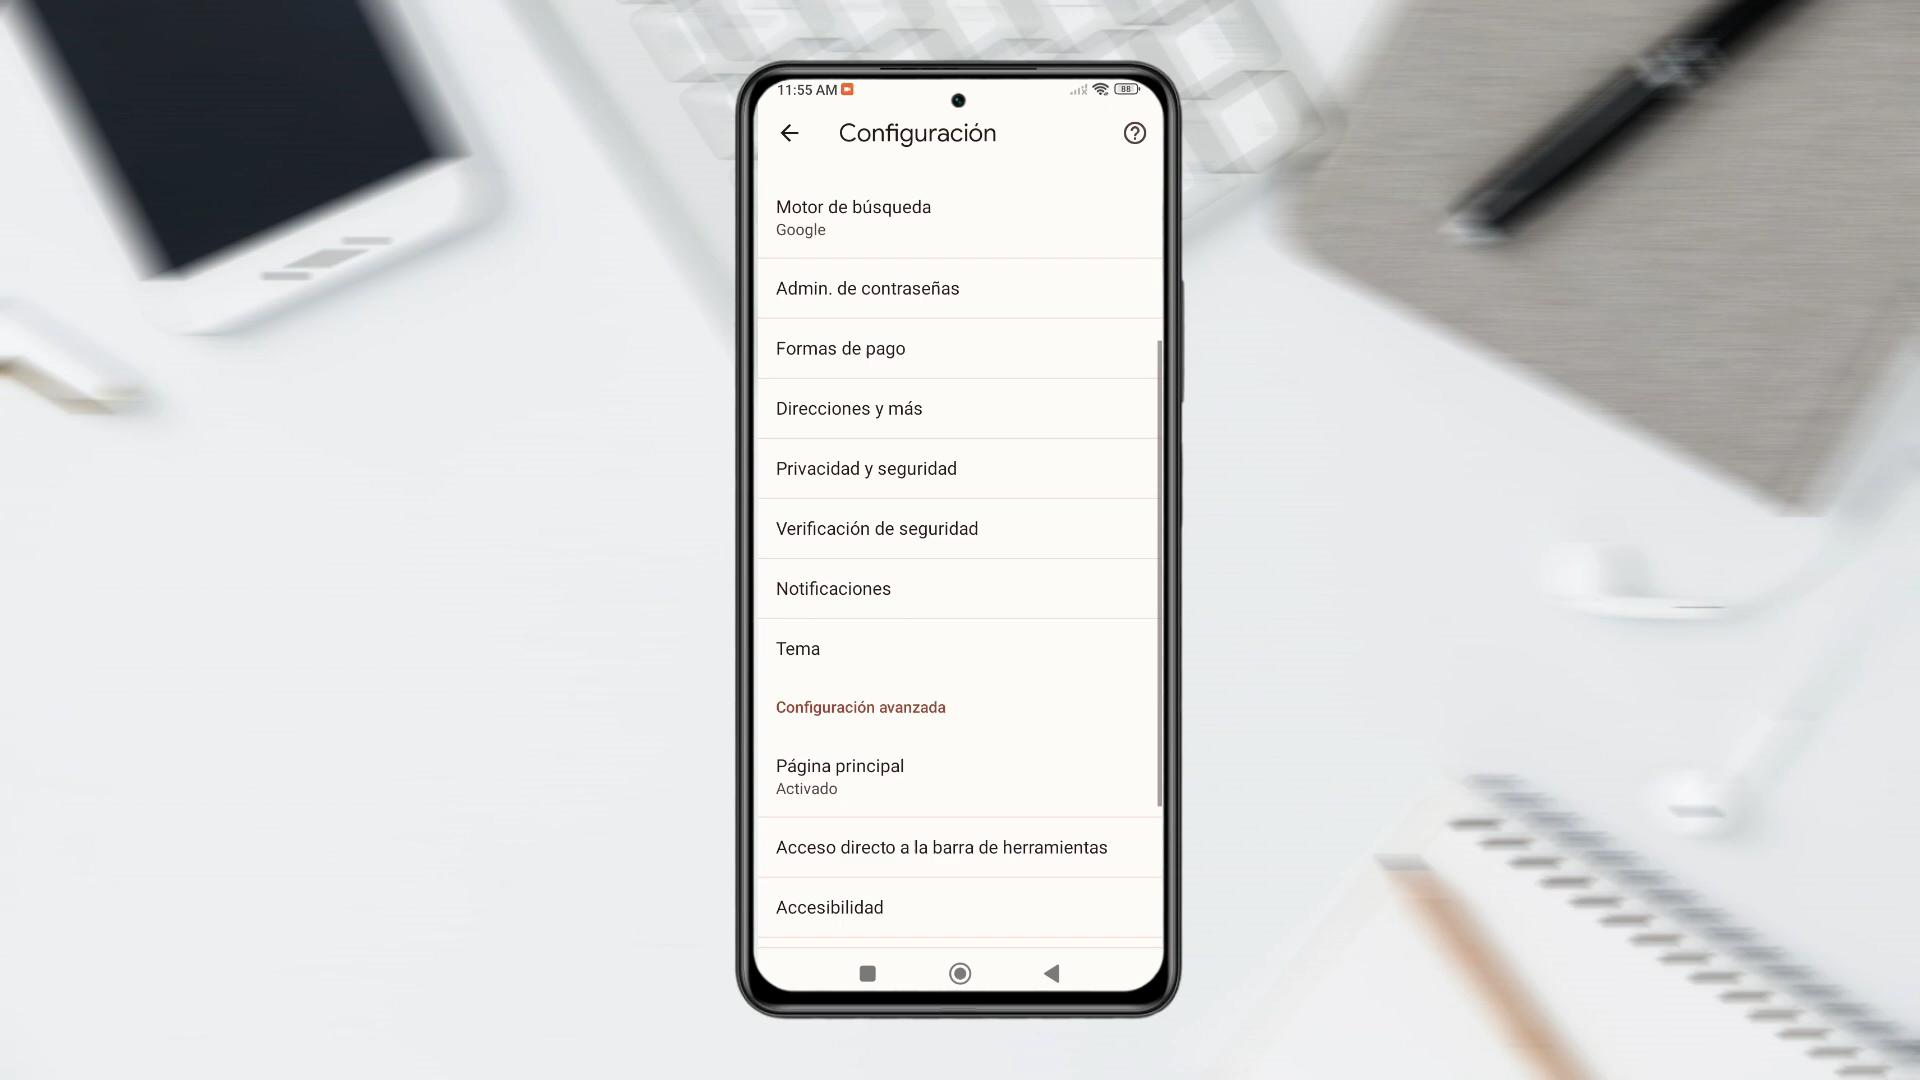 11:55 AM
88
Configuración
Motor de búsqueda
Google
Admin. de contraseñas
Formas de pago
Direcciones y más
Privacidad y seguridad
Verificación de seguridad
Notificaciones
Tema
Configuración avanzada
Página principal
Activado
Acceso directo a la barra de herramientas
Accesibilidad